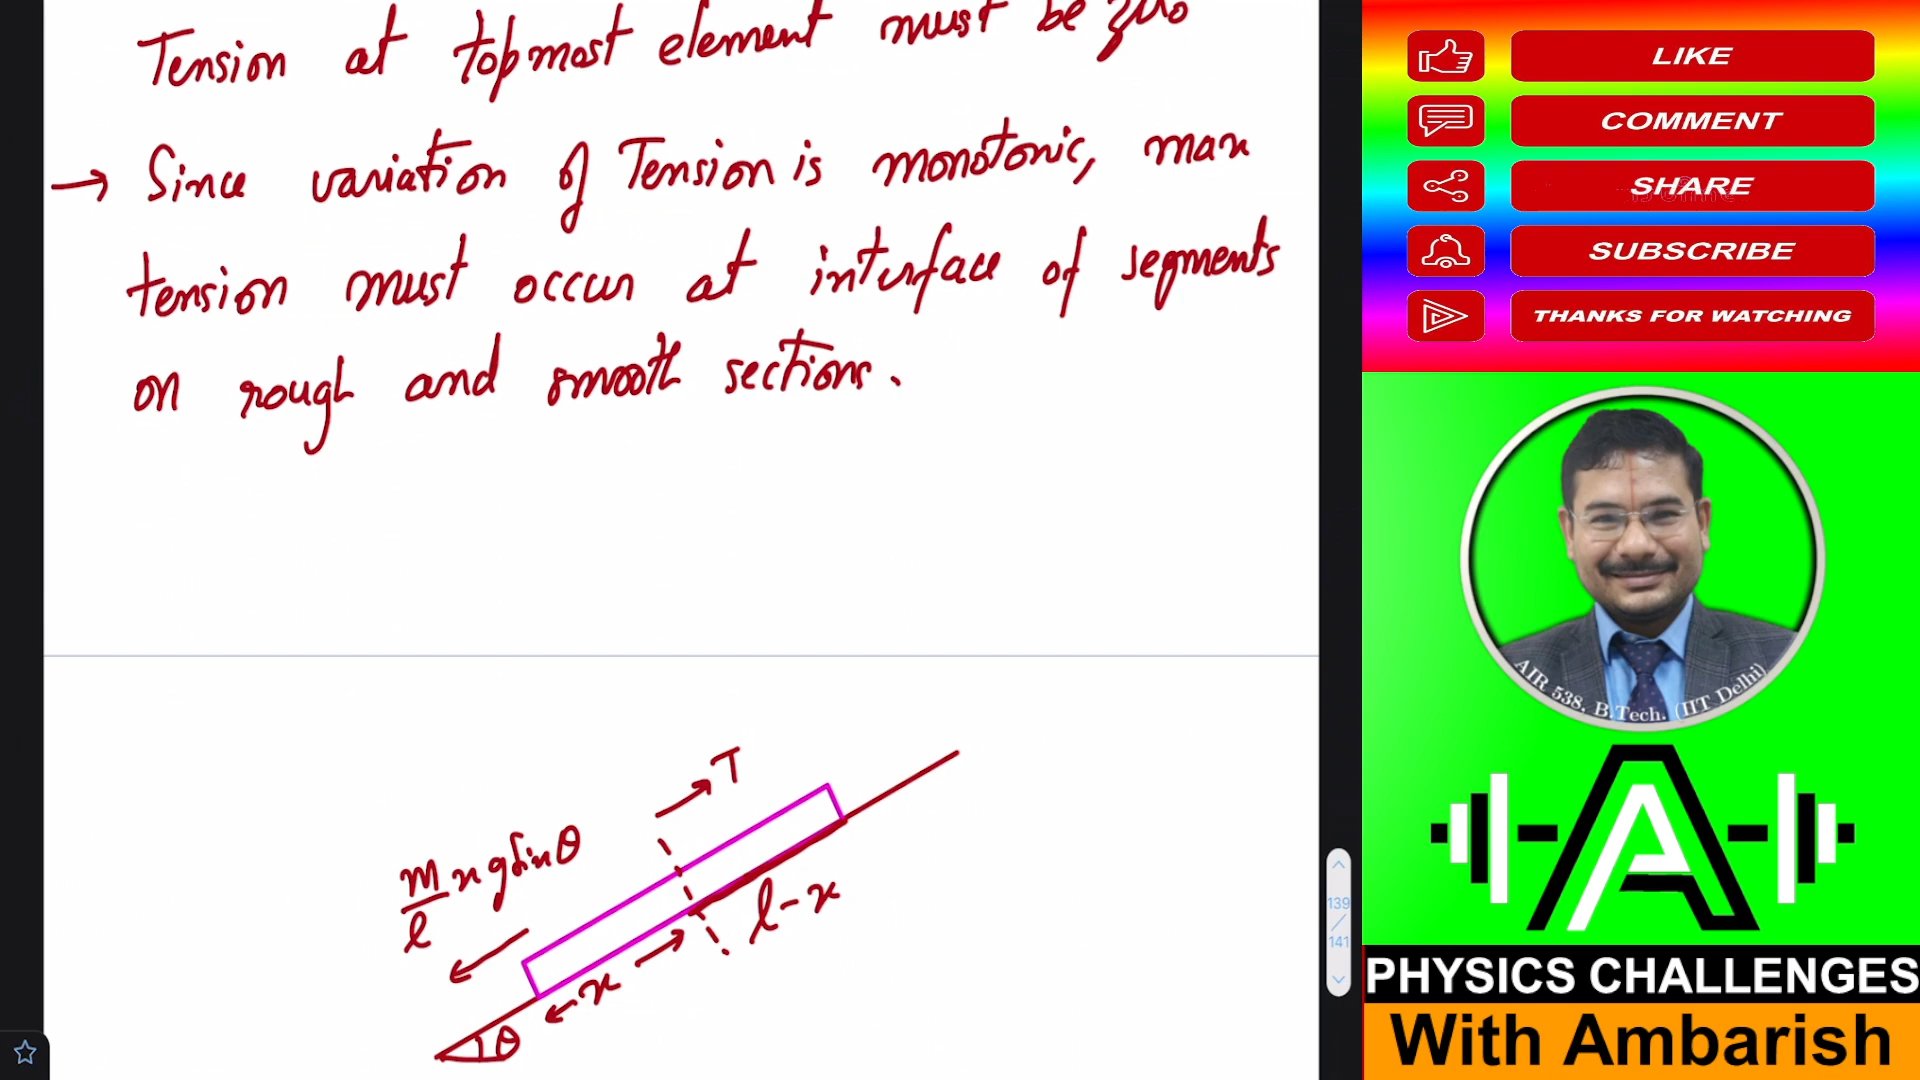 Tension at topmost element must be zero
→ Since variation of Tension is monotonic, max
tension must occur at interface of segments
on rough and smooth sections.
T
m/l x g sin θ
l - x
x
θ
139
/
141
LIKE
COMMENT
SHARE
SUBSCRIBE
THANKS FOR WATCHING
AIR 538, B.Tech. (IIT Delhi)
A
PHYSICS CHALLENGES
With Ambarish